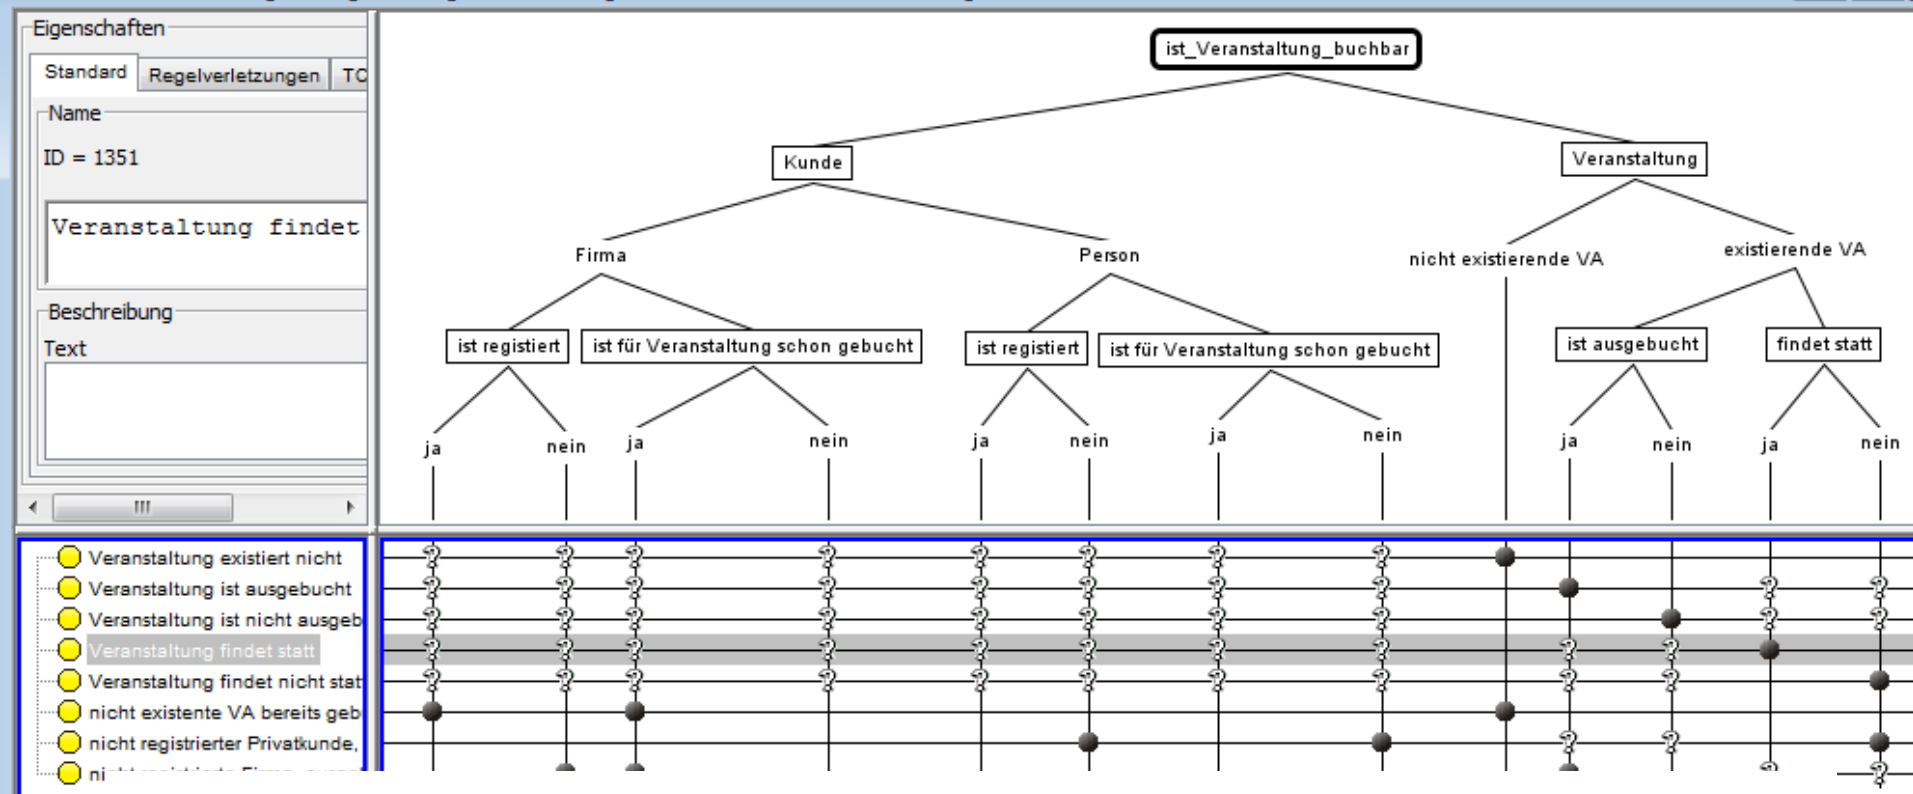 Eigenschaften
Standard
Regelverletzungen
TC
Name
ID = 1351
Veranstaltung findet
Beschreibung
Text
ist_Veranstaltung_buchbar
Kunde
Veranstaltung
Firma
Person
nicht existierende VA
existierende VA
ist registiert
ist für Veranstaltung schon gebucht
ist registiert
ist für Veranstaltung schon gebucht
ist ausgebucht
findet statt
ja
nein
ja
nein
ja
nein
ja
nein
ja
nein
ja
nein
Veranstaltung existiert nicht
? ? ? ? ? ? ? ?
Veranstaltung ist ausgebucht
? ? ? ? ? ? ? ? ? ?
Veranstaltung ist nicht ausgeb
? ? ? ? ? ? ? ? ? ?
Veranstaltung findet statt
? ? ? ? ? ? ? ? ? ?
Veranstaltung findet nicht stat
? ? ? ? ? ? ? ? ? ?
nicht existente VA bereits geb
nicht registrierter Privatkunde,
? ?